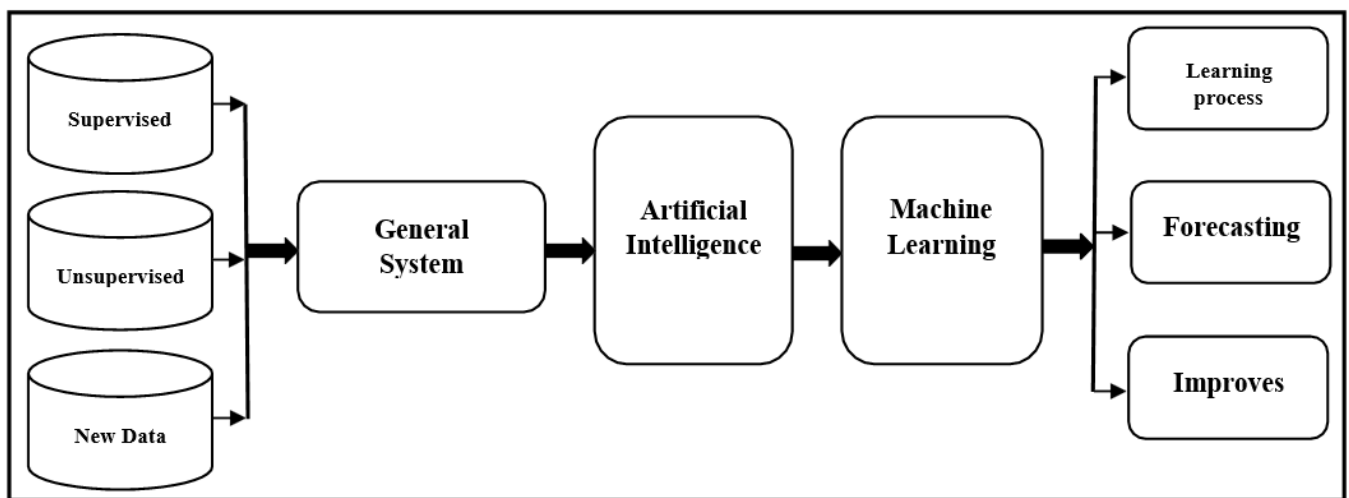 Supervised
Unsupervised
New Data
General
System
Artificial
Intelligence
Machine
Learning
Learning
process
Forecasting
Improves